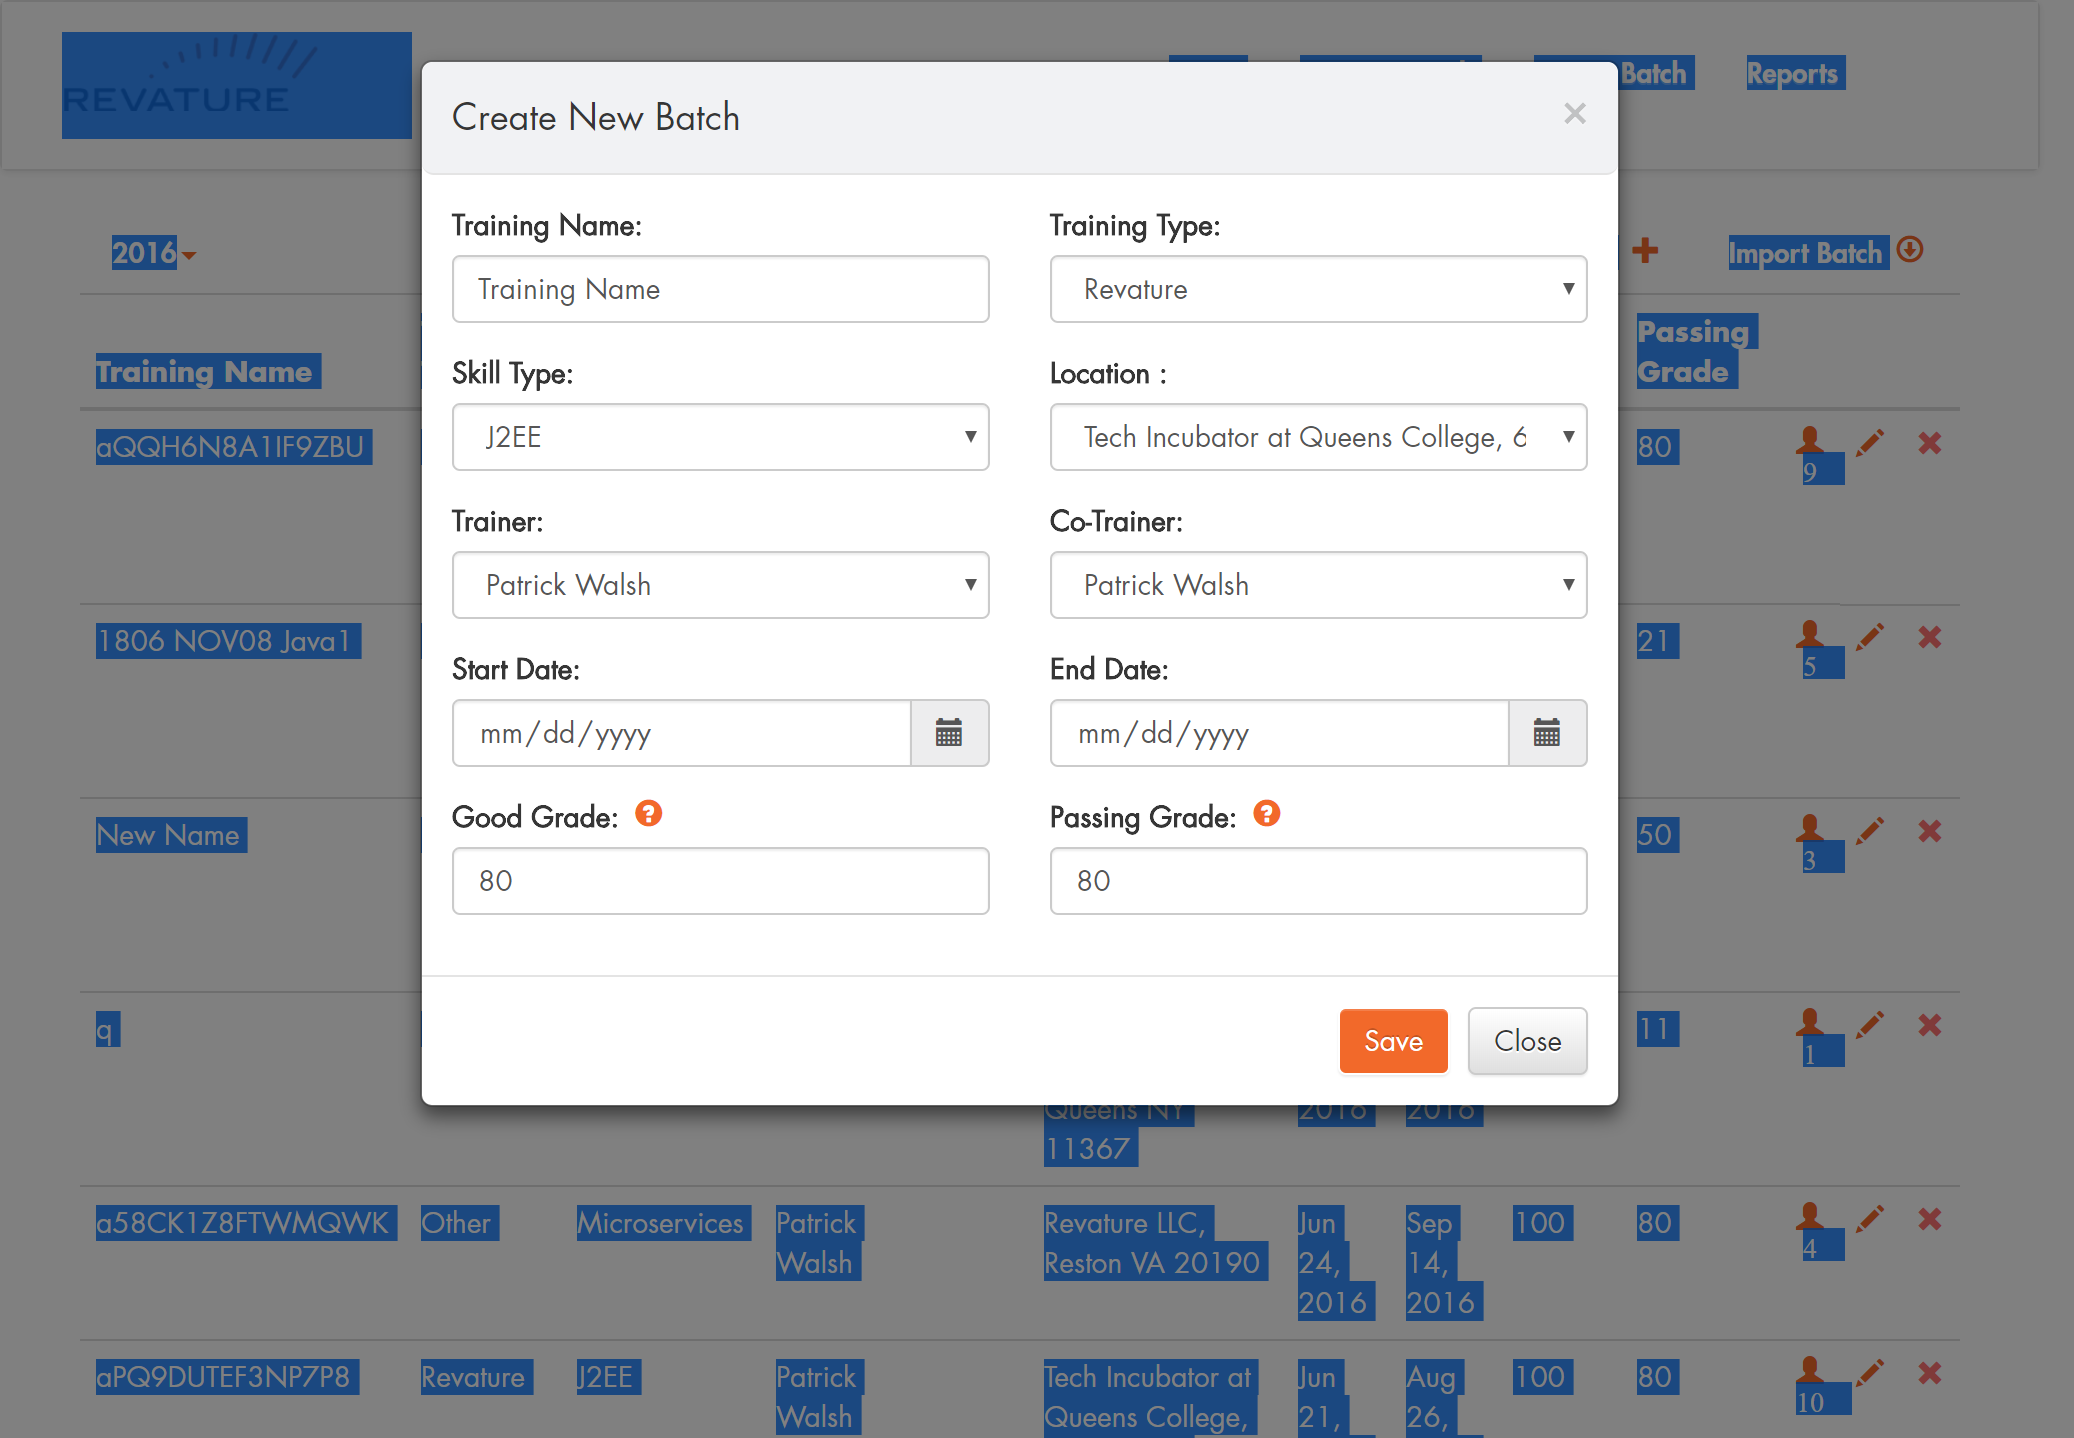 REVATURE
Batch
Reports
Create New Batch
×
2016
Import Batch
Training Name:
Training Type:
Training Name
Revature
Training Name
Passing
Grade
Skill Type:
Location :
J2EE
Tech Incubator at Queens College, 6
aQQH6N8A1IF9ZBU
80
9
Trainer:
Co-Trainer:
Patrick Walsh
Patrick Walsh
1806 NOV08 Java1
21
5
Start Date:
End Date:
mm/dd/yyyy
mm/dd/yyyy
Good Grade: ?
Passing Grade: ?
New Name
50
3
80
80
q
11
1
Save
Close
Queens NY
2016
2016
11367
a58CK1Z8FTWMQWK
Other
Microservices
Patrick
Walsh
Revature LLC,
Reston VA 20190
Jun
24,
2016
Sep
14,
2016
100
80
4
aPQ9DUTEF3NP7P8
Revature
J2EE
Patrick
Walsh
Tech Incubator at
Queens College,
Jun
21,
Aug
26,
100
80
10